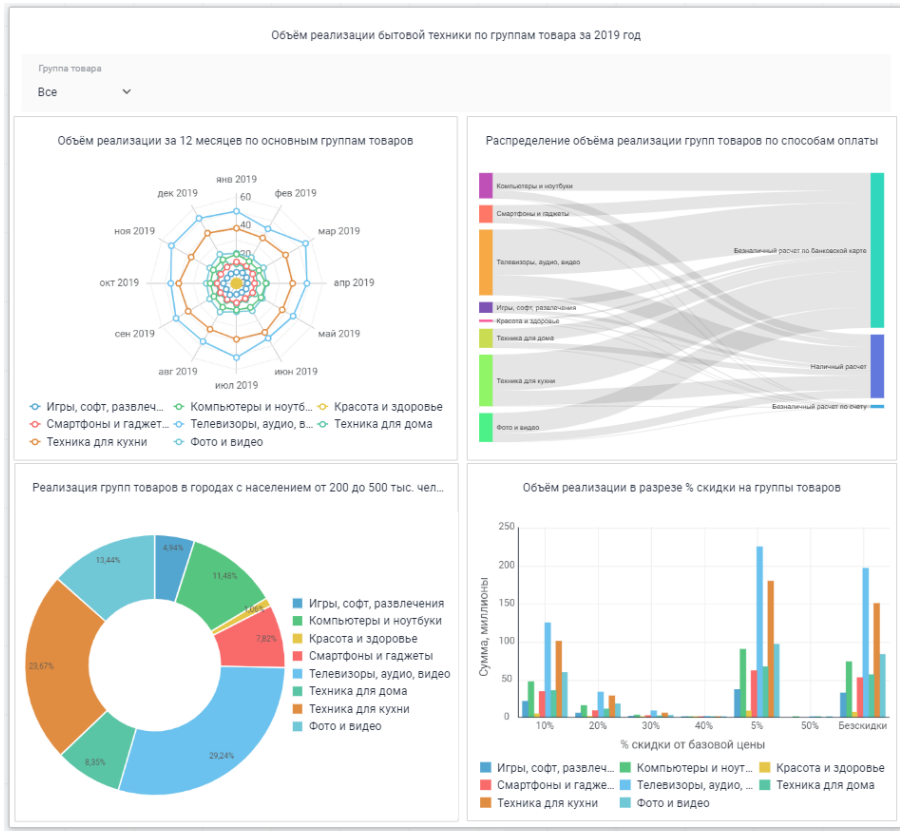 Объём реализации бытовой техники по группам товара за 2019 год
Группа товара
Все
Объём реализации за 12 месяцев по основным группам товаров
янв 2019
дек 2019
фев 2019
60
40
20
ноя 2019
мар 2019
окт 2019
апр 2019
сен 2019
май 2019
авг 2019
июн 2019
июл 2019
Игры, софт, развлеч...
Компьютеры и ноутб...
Красота и здоровье
Смартфоны и гаджет...
Телевизоры, аудио, в...
Техника для дома
Техника для кухни
Фото и видео
Распределение объёма реализации групп товаров по способам оплаты
Компьютеры и ноутбуки
Смартфоны и гаджеты
Телевизоры, аудио, видео
Игры, софт, развлечения
Красота и здоровье
Техника для дома
Техника для кухни
Фото и видео
Безналичный расчет по банковской карте
Наличный расчет
Безналичный расчет по счету
Реализация групп товаров в городах с населением от 200 до 500 тыс. чел...
4,94%
13,44%
11,48%
1,06%
7,82%
23,67%
29,24%
8,35%
Игры, софт, развлечения
Компьютеры и ноутбуки
Красота и здоровье
Смартфоны и гаджеты
Телевизоры, аудио, видео
Техника для дома
Техника для кухни
Фото и видео
Объём реализации в разрезе % скидки на группы товаров
Сумма, миллионы
250
200
150
100
50
0
10% 20% 30% 40% 5% 50% Безскидки
% скидки от базовой цены
Игры, софт, развлеч...
Компьютеры и ноут...
Красота и здоровье
Смартфоны и гадже...
Телевизоры, аудио, ...
Техника для дома
Техника для кухни
Фото и видео